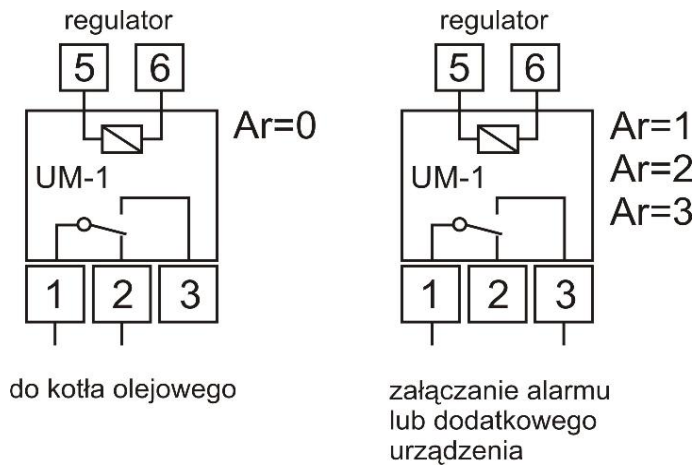 regulator
5 6
Ar=0
UM-1
1 2 3
do kotła olejowego
regulator
5 6
Ar=1
Ar=2
Ar=3
UM-1
1 2 3
załączanie alarmu
lub dodatkowego
urządzenia